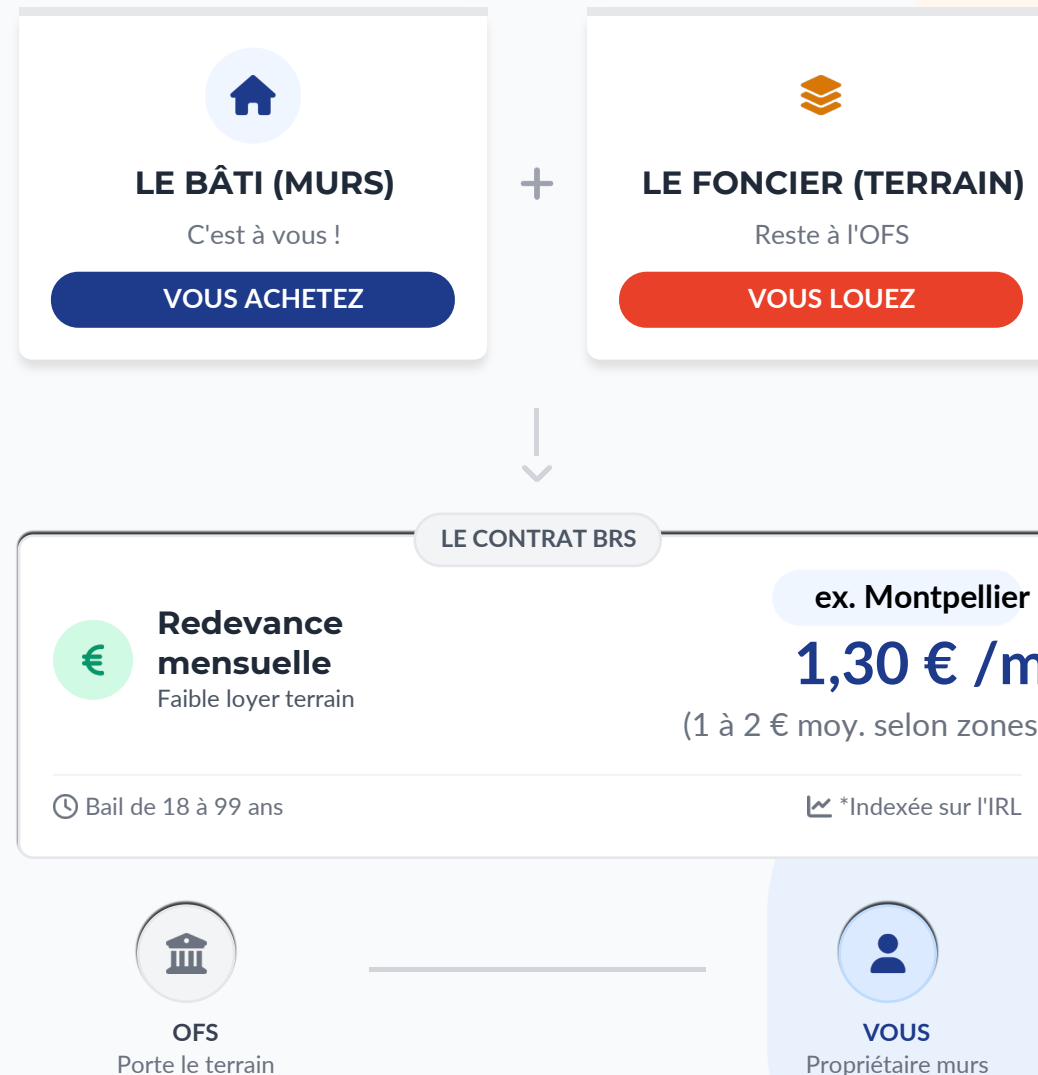 LE BÂTI (MURS)
C'est à vous !
VOUS ACHETEZ
+
LE FONCIER (TERRAIN)
Reste à l'OFS
VOUS LOUEZ
LE CONTRAT BRS
€
Redevance
mensuelle
Faible loyer terrain
ex. Montpellier
1,30 € /m
(1 à 2 € moy. selon zones
Bail de 18 à 99 ans
*Indexée sur l'IRL
OFS
Porte le terrain
VOUS
Propriétaire murs